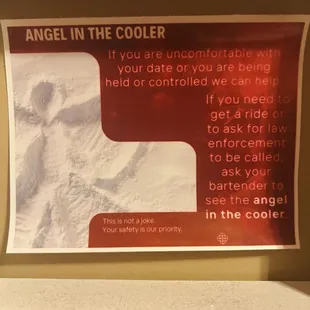 ANGEL IN THE COOLER
If you are uncomfortable with
your date or you are being
held or controlled we can help.
If you need to
get a ride or
to ask for law
enforcement
to be called,
ask your
bartender to
see the angel
in the cooler.
This is not a joke.
Your safety is our priority.